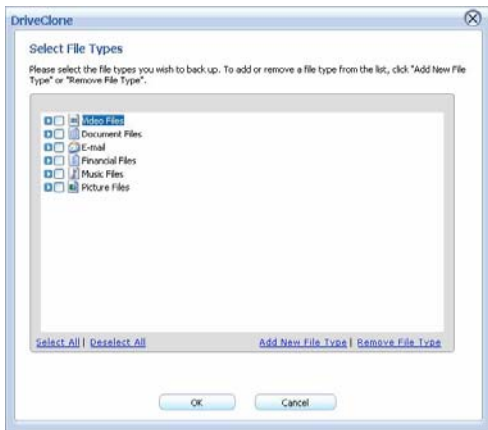 DriveClone
Select File Types
Please select the file types you wish to back up. To add or remove a file type from the list, click "Add New File
Type" or "Remove File Type".
Video Files
Document Files
E-mail
Financial Files
Music Files
Picture Files
Select All | Deselect All Add New File Type | Remove File Type
OK Cancel